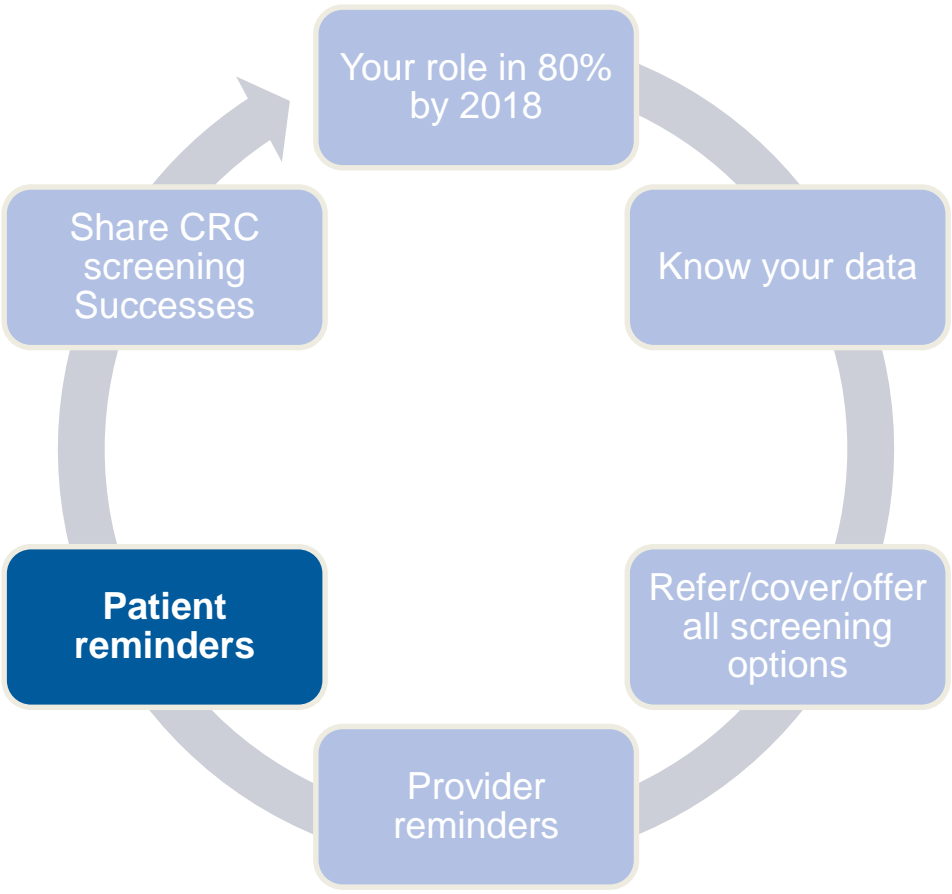 Your role in 80%
by 2018
Know your data
Refer/cover/offer
all screening
options
Provider
reminders
Patient
reminders
Share CRC
screening
Successes